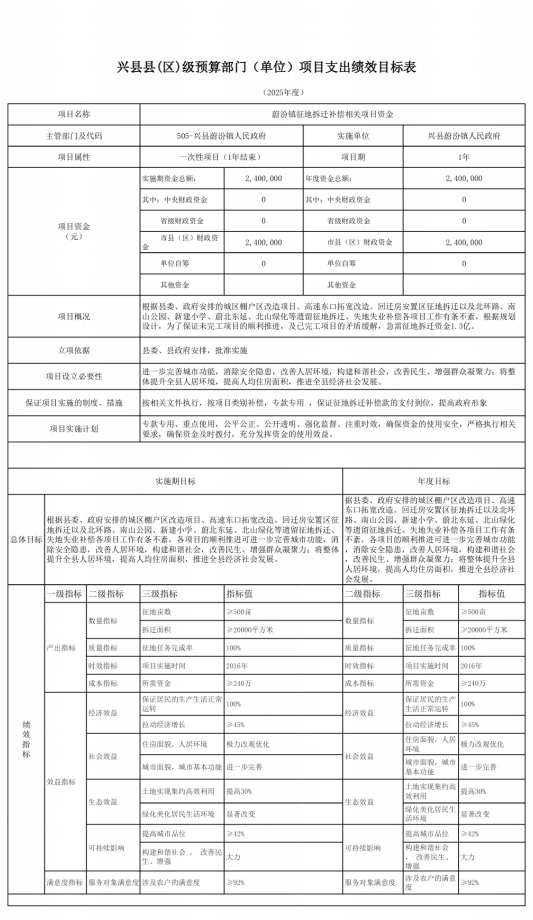 兴县县(区)级预算部门（单位）项目支出绩效目标表
（2025年度）
项目名称 蔚汾镇征地拆迁补偿相关项目资金
主管部门及代码 505-兴县蔚汾镇人民政府 实施单位 兴县蔚汾镇人民政府
项目属性 一次性项目（1年结束） 项目期 1年
项目资金（元）
实施期资金总额： 2,400,000 年度资金总额： 2,400,000
其中：中央财政资金 0 其中：中央财政资金 0
省级财政资金 0 省级财政资金 0
市县（区）财政资金 2,400,000 市县（区）财政资金 2,400,000
单位自筹 0 单位自筹 0
其他资金 其他资金
项目概况
根据县委、政府安排的城区棚户区改造项目、高速东口拓宽改造。回迁房安置区征地拆迁以及北环路、南
山公园、新建小学、蔚北东延、北山绿化等遗留征地拆迁、失地失业补偿各项目工作有条不紊，根据规划
设计，为了保证未完工项目的顺利推进，及已完工项目的矛盾缓解，急需征地拆迁资金1.3亿。
立项依据 县委、县政府安排，批准实施
项目设立必要性
进一步完善城市功能，消除安全隐患，改善人居环境，构建和谐社会，改善民生、增强群众凝聚力；将整
体提升全县人居环境，提高人均住房面积，推进全县经济社会发展。
保证项目实施的制度、措施 按相关文件执行，按项目类别补偿，专款专用 ，保证征地拆迁补偿款的支付到位，提高政府形象
项目实施计划
专款专用、重点使用，公平公正、公开透明、强化监督、注重时效，确保资金的使用安全，严格执行相关
要求，确保资金及时拨付，充分发挥资金的使用效益。
实施期目标 年度目标
总体目标
根据县委、政府安排的城区棚户区改造项目、高速东口拓宽改造。回迁房安置区征
地拆迁以及北环路、南山公园、新建小学、蔚北东延、北山绿化等遗留征地拆迁、
失地失业补偿各项目工作有条不紊，各项目的顺利推进可进一步完善城市功能，消
除安全隐患，改善人居环境，构建和谐社会，改善民生、增强群众凝聚力；将整体
提升全县人居环境，提高人均住房面积，推进全县经济社会发展。
据县委、政府安排的城区棚户区改造项目、高速
东口拓宽改造。回迁房安置区征地拆迁以及北环
路、南山公园、新建小学、蔚北东延、北山绿化
等遗留征地拆迁、失地失业补偿各项目工作有条
不紊，各项目的顺利推进可进一步完善城市功能
，消除安全隐患，改善人居环境，构建和谐社会
，改善民生、增强群众凝聚力；将整体提升全县
人居环境，提高人均住房面积，推进全县经济社
会发展。
绩效指标
一级指标 二级指标 三级指标 指标值 二级指标 三级指标 指标值
产出指标
数量指标 征地亩数 ≥500亩 数量指标 征地亩数 ≥500亩
拆迁面积 ≥20000平方米 拆迁面积 ≥20000平方米
质量指标 征地任务完成率 100% 质量指标 征地任务完成率 100%
时效指标 项目实施时间 2016年 时效指标 项目实施时间 2016年
成本指标 所需资金 ≥240万 成本指标 所需资金 ≥240万
效益指标
经济效益 保证居民的生产生活正常运转 100% 经济效益 保证居民的生产生活正常运转 100%
拉动经济增长 ≥45% 拉动经济增长 ≥45%
社会效益 住房面貌，人居环境 极力改观优化 社会效益 住房面貌，人居环境 极力改观优化
城市面貌，城市基本功能 进一步完善 城市面貌，城市基本功能 进一步完善
生态效益 土地实现集约高效利用 提高30% 生态效益 土地实现集约高效利用 提高30%
绿化美化居民生活环境 显著改变 绿化美化居民生活环境 显著改变
可持续影响 提高城市品位 ≥42% 可持续影响 提高城市品位 ≥42%
构建和谐社会 ， 改善民生、增强 大力 构建和谐社会 ， 改善民生、增强 大力
满意度指标 服务对象满意度 涉及农户的满意度 ≥92% 服务对象满意度 涉及农户的满意度 ≥92%